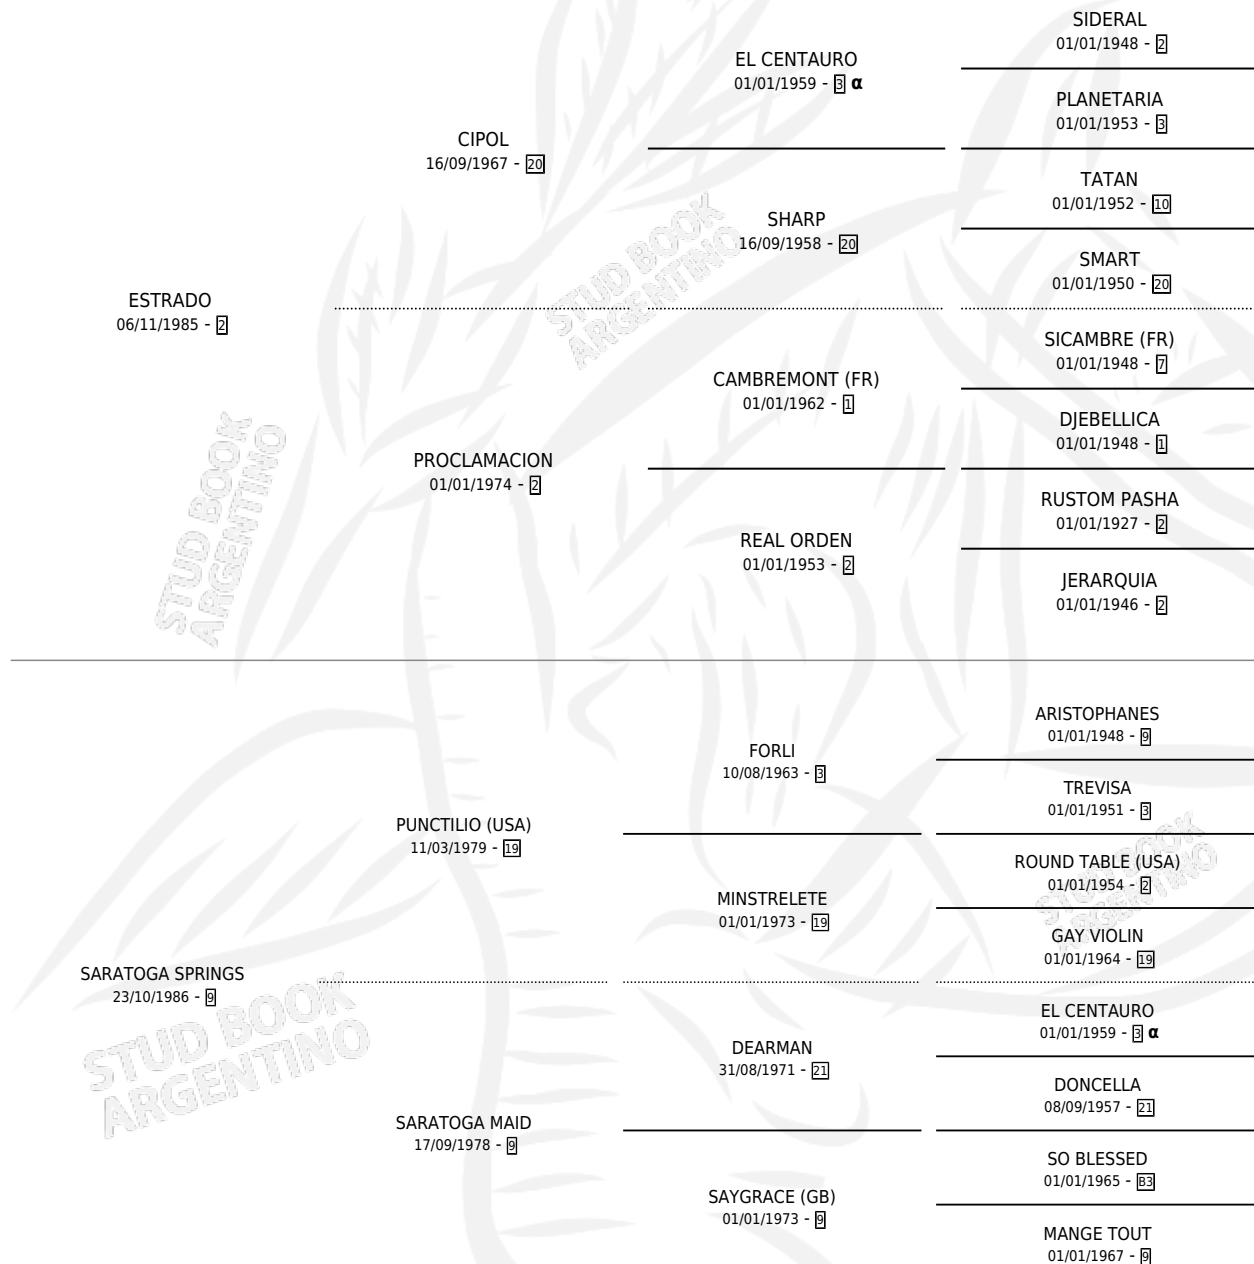 SIDERAL
01/01/1948 - 2
EL CENTAURO
01/01/1959 - 3 α
PLANETARIA
01/01/1953 - 3
CIPOL
16/09/1967 - 20
TATAN
01/01/1952 - 10
SHARP
16/09/1958 - 20
SMART
01/01/1950 - 20
ESTRADO
06/11/1985 - 2
SICAMBRE (FR)
01/01/1948 - 7
CAMBREMONT (FR)
01/01/1962 - 1
DJEBELLICA
01/01/1948 - 1
PROCLAMACION
01/01/1974 - 2
RUSTOM PASHA
01/01/1927 - 2
REAL ORDEN
01/01/1953 - 2
JERARQUIA
01/01/1946 - 2
ARISTOPHANES
01/01/1948 - 9
FORLI
10/08/1963 - 3
TREVISA
01/01/1951 - 3
PUNCTILIO (USA)
11/03/1979 - 19
ROUND TABLE (USA)
01/01/1954 - 2
MINSTRELETE
01/01/1973 - 19
GAY VIOLIN
01/01/1964 - 19
SARATOGA SPRINGS
23/10/1986 - 9
EL CENTAURO
01/01/1959 - 3 α
DEARMAN
31/08/1971 - 21
DONCELLA
08/09/1957 - 21
SARATOGA MAID
17/09/1978 - 9
SO BLESSED
01/01/1965 - B3
SAYGRACE (GB)
01/01/1973 - 9
MANGE TOUT
01/01/1967 - 9
STUD BOOK
ARGENTINO
STUD BOOK
ARGENTINO
STUD BOOK
ARGENTINO
STUD BOOK
ARGENTINO